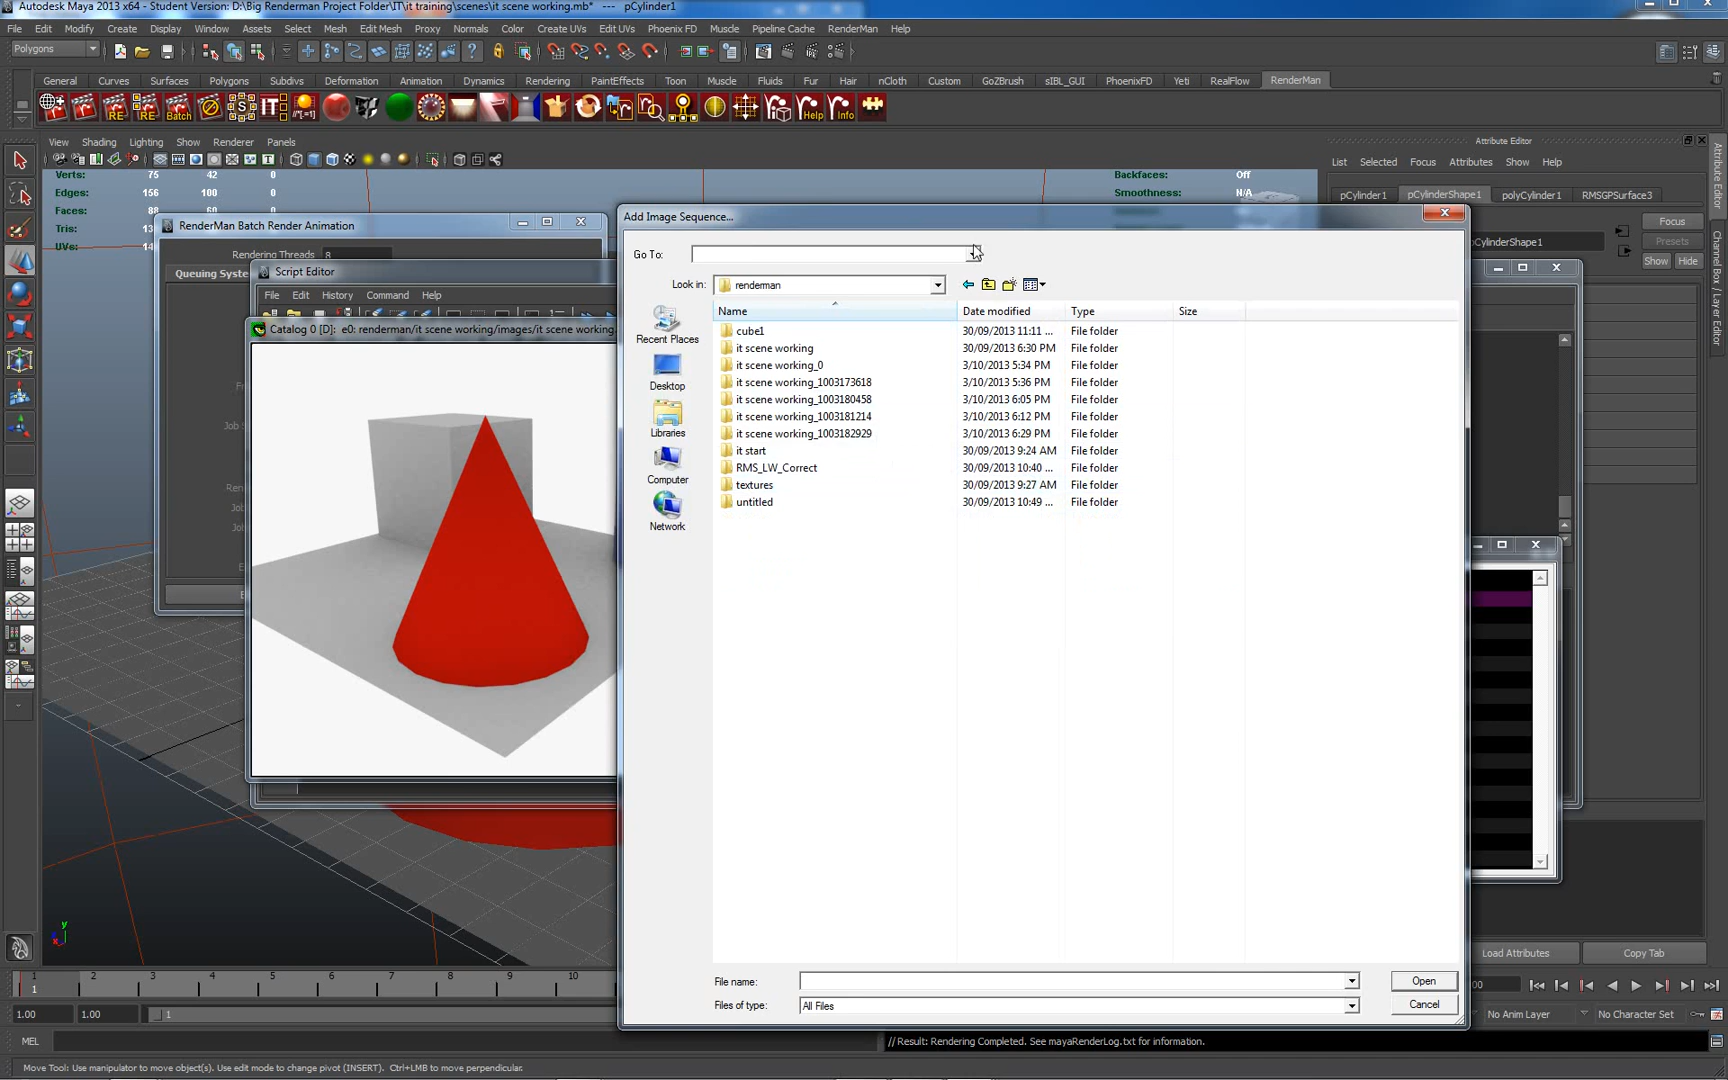 Autodesk Maya 2013 x64 - Student Version: D:\Big Renderman Project Folder\IT\it training\scenes\it scene working.mb* --- pCylinder1
File Edit Modify Create Display Window Assets Select Mesh Edit Mesh Proxy Normals Color Create UVs Edit UVs Phoenix FD Muscle Pipeline Cache RenderMan Help
Polygons
General Curves Surfaces Polygons Subdivs Deformation Animation Dynamics Rendering PaintEffects Toon Muscle Fluids Fur Hair nCloth Custom GoZBrush sIBL_GUI PhoenixFD Yeti RealFlow RenderMan
RE RE Batch IT Help Info
View Shading Lighting Show Renderer Panels
Attribute Editor
List Selected Focus Attributes Show Help
Verts: 75 42 0
Edges: 156 100 0
Faces: 88 60 0
Tris:
UVs:
Backfaces: Off
Smoothness: N/A
pCylinder1 pCylinderShape1 polyCylinder1 RMSGPSurface3
Focus
Presets
Show Hide
pCylinderShape1
Attribute Editor
Channel Box / Layer Editor
RenderMan Batch Render Animation
Rendering Threads 8
Script Editor
File Edit History Command Help
Catalog 0 [D]: e0: renderman/it scene working/images/it scene working.
Add Image Sequence...
Go To:
Look in: renderman
Name Date modified Type Size
cube1 30/09/2013 11:11 ... File folder
it scene working 30/09/2013 6:30 PM File folder
it scene working_0 3/10/2013 5:34 PM File folder
it scene working_1003173618 3/10/2013 5:36 PM File folder
it scene working_1003180458 3/10/2013 6:05 PM File folder
it scene working_1003181214 3/10/2013 6:12 PM File folder
it scene working_1003182929 3/10/2013 6:29 PM File folder
it start 30/09/2013 9:24 AM File folder
RMS_LW_Correct 30/09/2013 10:40 ... File folder
textures 30/09/2013 9:27 AM File folder
untitled 30/09/2013 10:49 ... File folder
Recent Places
Desktop
Libraries
Computer
Network
File name:
Open
Files of type: All Files
Cancel
Load Attributes Copy Tab
1 2 3 4 5 6 7 8 9 10
1
1.00 1.00 1
No Anim Layer No Character Set
MEL
// Result: Rendering Completed. See mayaRenderLog.txt for information.
Move Tool: Use manipulator to move object(s). Use edit mode to change pivot (INSERT). Ctrl+LMB to move perpendicular.